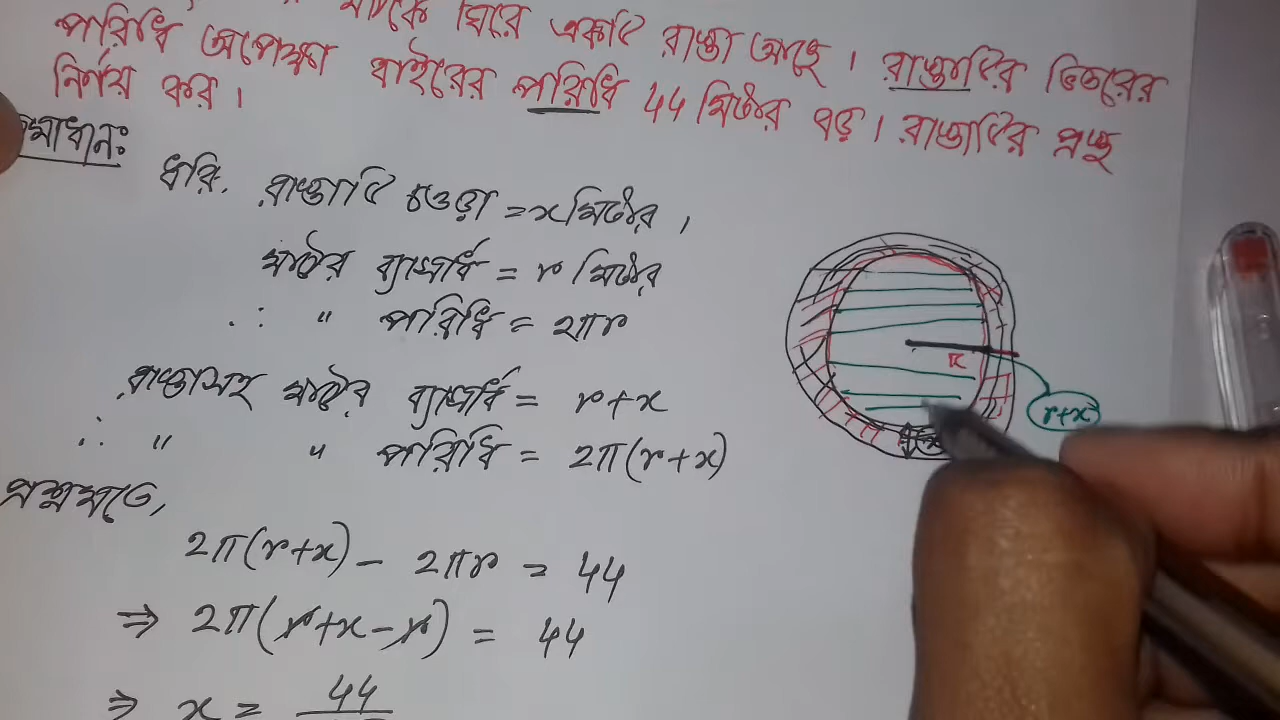 মাঠকে ঘিরে একটি রাস্তা আছে। রাস্তাটির ভিতরের
পরিধি অপেক্ষা বাইরের পরিধি 44 মিটার বড়। রাস্তাটির প্রস্থ
নির্ণয় কর।
সমাধানঃ
ধরি, রাস্তাটি চওড়া = x মিটার,
মাঠের ব্যাসার্ধ = r মিটার
∴ " পরিধি = 2πr
রাস্তাসহ মাঠের ব্যাসার্ধ = r+x
∴ " " পরিধি = 2π(r+x)
প্রশ্নমতে,
2π(r+x) - 2πr = 44
⇒ 2π(r+x-r) = 44
⇒ x = 44
r
r+x
x